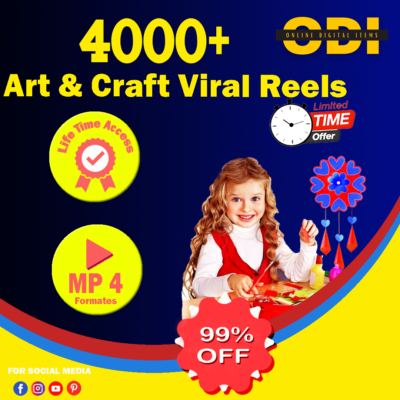 4000+
ODI
ONLINE DIGITAL ITEMS
Art & Craft Viral Reels
Life Time Access
Limited
TIME
Offer
MP 4
Formates
99%
OFF
FOR SOCIAL MEDIA